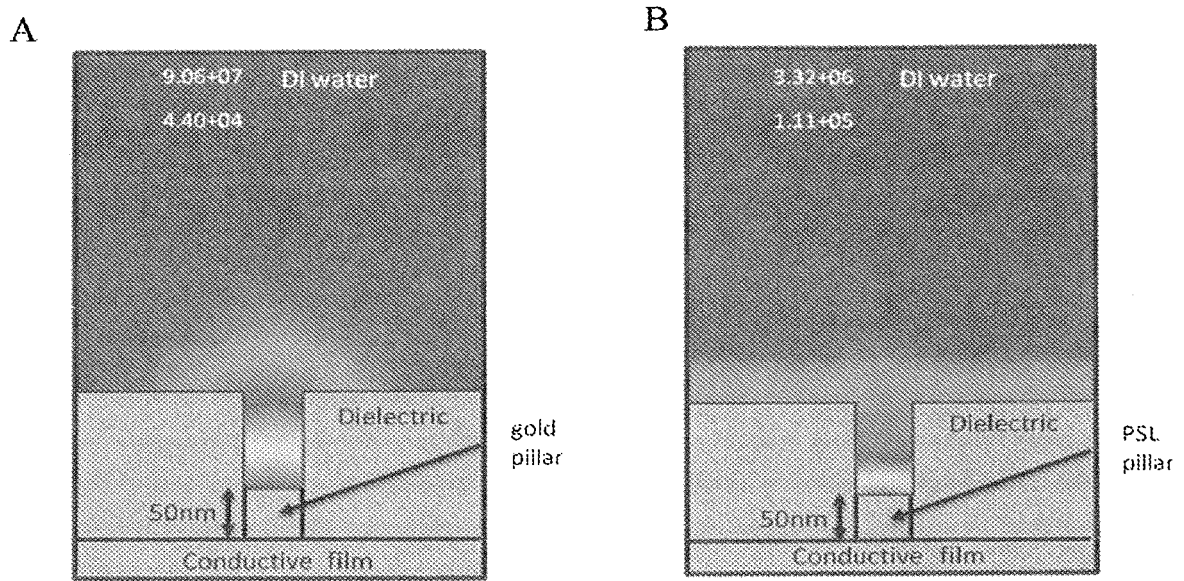 A
9.06+07 DI water
4.40+04
Dielectric
gold
pillar
50nm
Conductive film
B
3.32+06 DI water
1.11+05
Dielectric
PSL
pillar
50nm
Conductive film